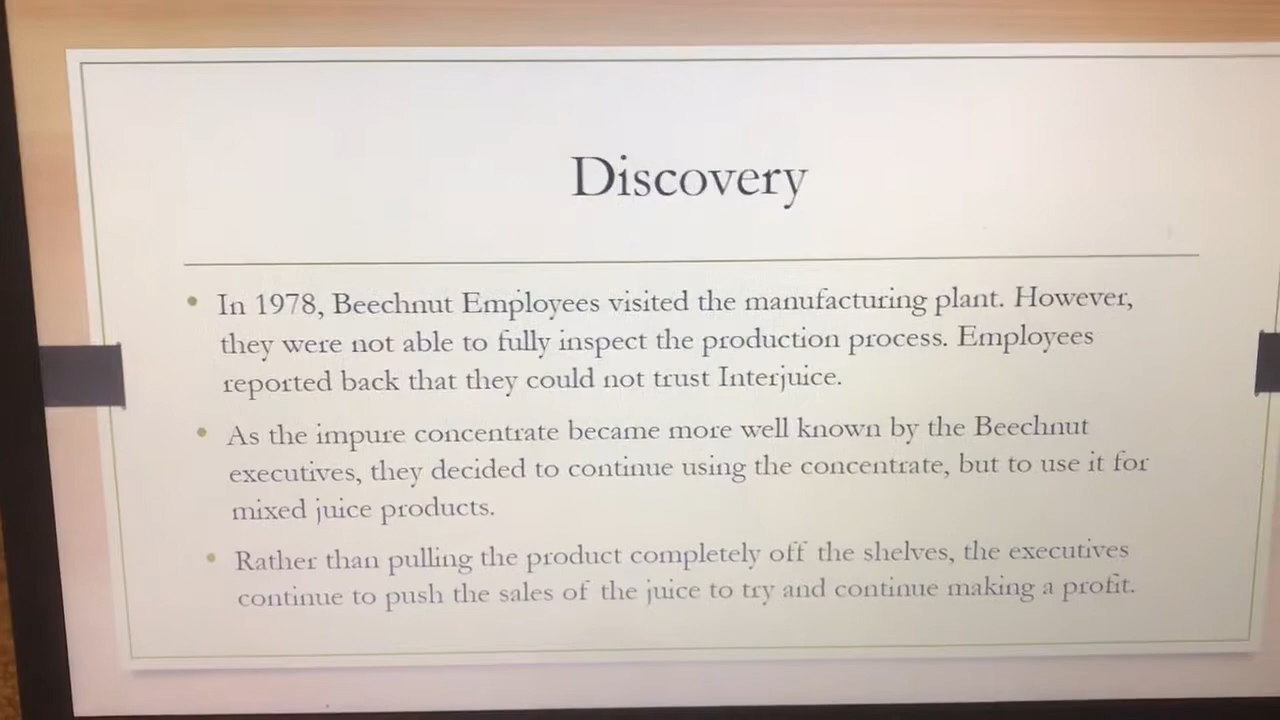 Discovery
• In 1978, Beechnut Employees visited the manufacturing plant. However,
they were not able to fully inspect the production process. Employees
reported back that they could not trust Interjuice.
• As the impure concentrate became more well known by the Beechnut
executives, they decided to continue using the concentrate, but to use it for
mixed juice products.
• Rather than pulling the product completely off the shelves, the executives
continue to push the sales of the juice to try and continue making a profit.